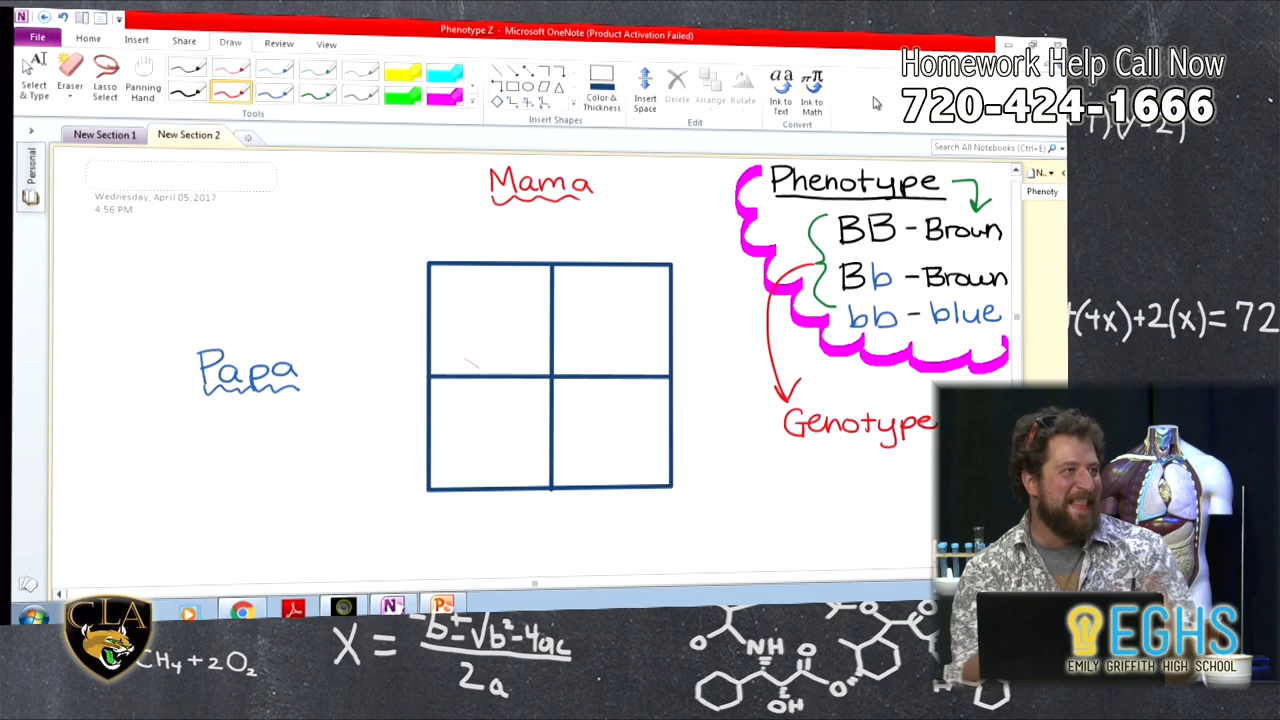 Phenotype Z - Microsoft OneNote (Product Activation Failed)
File
Home
Insert
Share
Draw
Review
View
Homework Help Call Now
720-424-1666
Select & Type
Eraser
Lasso Select
Panning Hand
Color & Thickness
Insert Space
Delete
Arrange
Rotate
Ink to Text
Ink to Math
Tools
Insert Shapes
Edit
Convert
New Section 1
New Section 2
Search All Notebooks (Ctrl+E)
Personal
N..
Phenoty
Wednesday, April 05, 2017
4:56 PM
Mama
Phenotype
BB - Brown
Bb - Brown
bb - blue
Papa
Genotype
(4x)+2(x)=72
CLA
CH4+2O2
X = -b±√b²-4ac
2a
NH
O
O
O
OH
EGHS
EMILY GRIFFITH HIGH SCHOOL